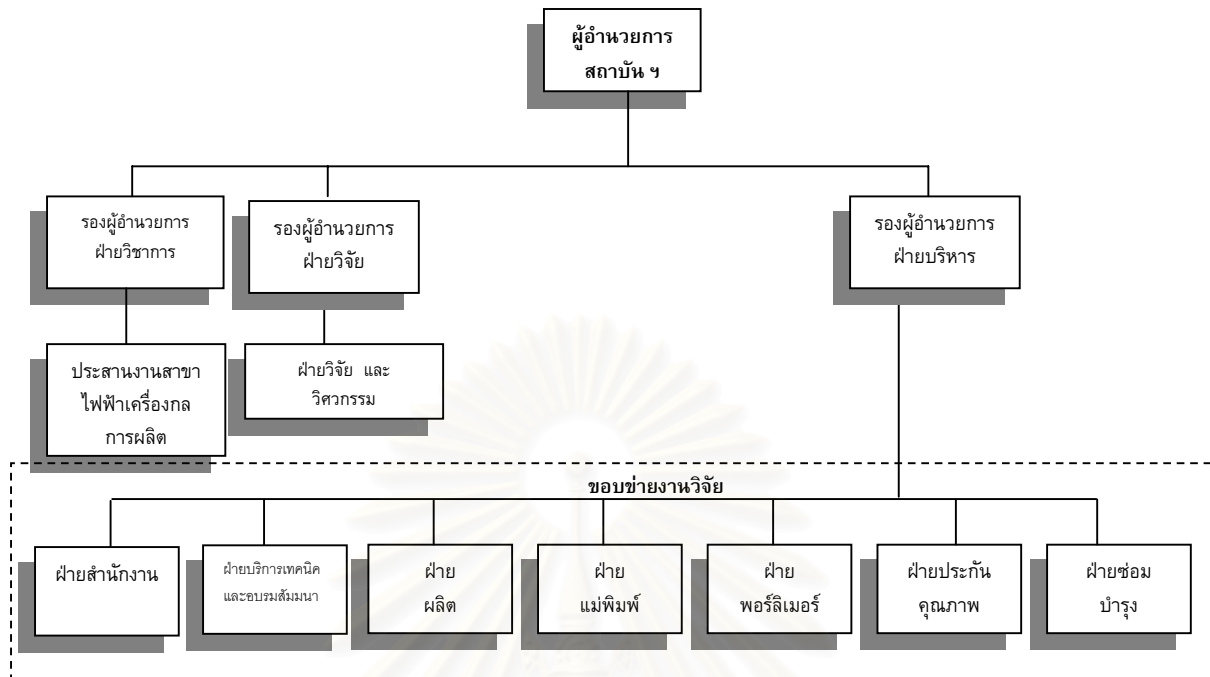 ผู้อำนวยการ
สถาบัน ฯ
รองผู้อำนวยการ
ฝ่ายวิชาการ
รองผู้อำนวยการ
ฝ่ายวิจัย
รองผู้อำนวยการ
ฝ่ายบริหาร
ประสานงานสาขา
ไฟฟ้าเครื่องกล
การผลิต
ฝ่ายวิจัย และ
วิศวกรรม
ขอบข่ายงานวิจัย
ฝ่ายสำนักงาน
ฝ่ายบริการเทคนิค
และอบรมสัมมนา
ฝ่าย
ผลิต
ฝ่าย
แม่พิมพ์
ฝ่าย
พอร์ลิเมอร์
ฝ่ายประกัน
คุณภาพ
ฝ่ายซ่อม
บำรุง